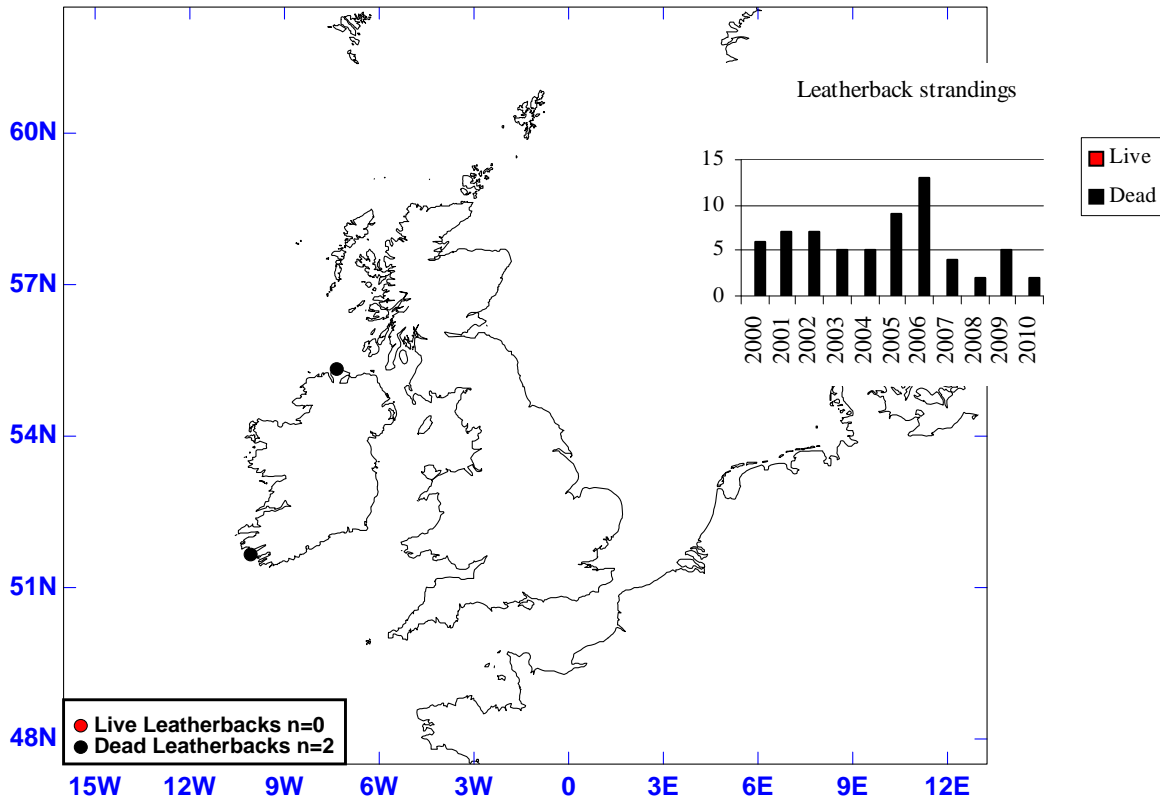 Leatherback strandings
60N
57N
54N
51N
48N
15
10
5
0
Live
Dead
2000
2001
2002
2003
2004
2005
2006
2007
2008
2009
2010
Live Leatherbacks n=0
Dead Leatherbacks n=2
15W 12W 9W 6W 3W 0 3E 6E 9E 12E